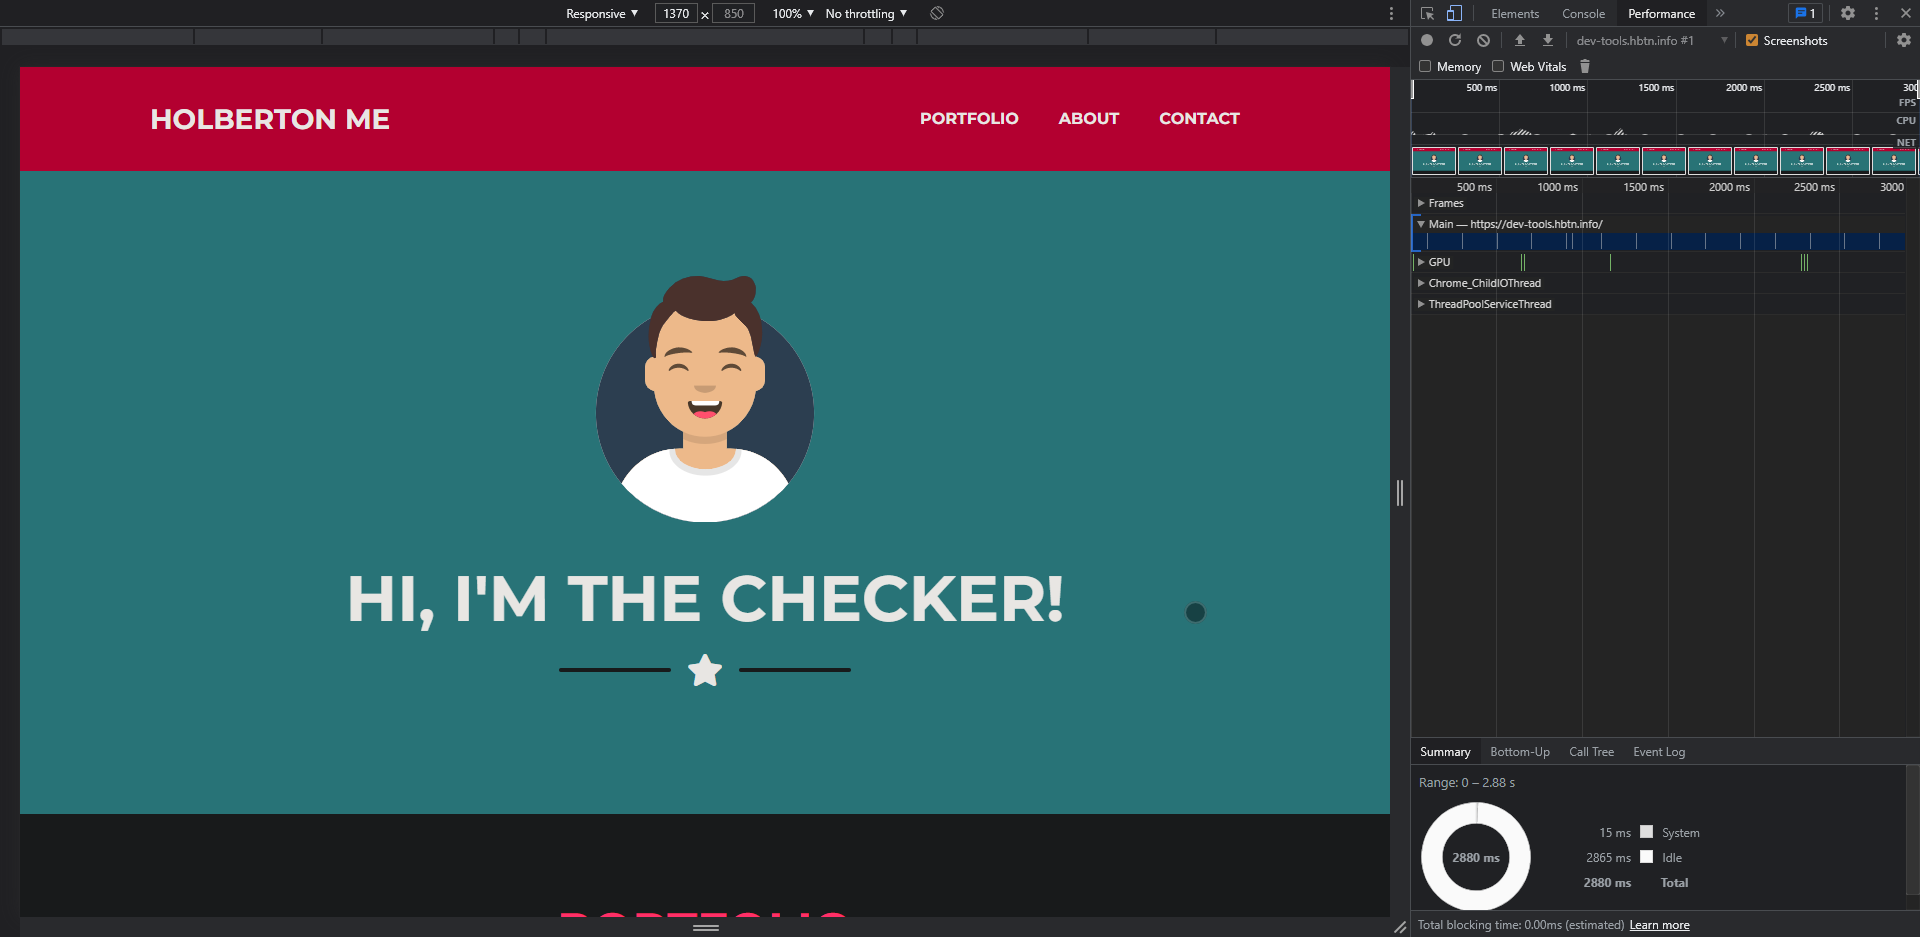 Responsive 1370 × 850 100% No throttling
Elements Console Performance 1
dev-tools.hbtn.info #1 Screenshots
Memory Web Vitals
500 ms 1000 ms 1500 ms 2000 ms 2500 ms 300
FPS
CPU
NET
500 ms 1000 ms 1500 ms 2000 ms 2500 ms 3000
Frames
Main — https://dev-tools.hbtn.info/
GPU
Chrome_ChildIOThread
ThreadPoolServiceThread
HOLBERTON ME PORTFOLIO ABOUT CONTACT
HI, I'M THE CHECKER!
PORTFOLIO
Summary Bottom-Up Call Tree Event Log
Range: 0 – 2.88 s
2880 ms
15 ms System
2865 ms Idle
2880 ms Total
Total blocking time: 0.00ms (estimated) Learn more